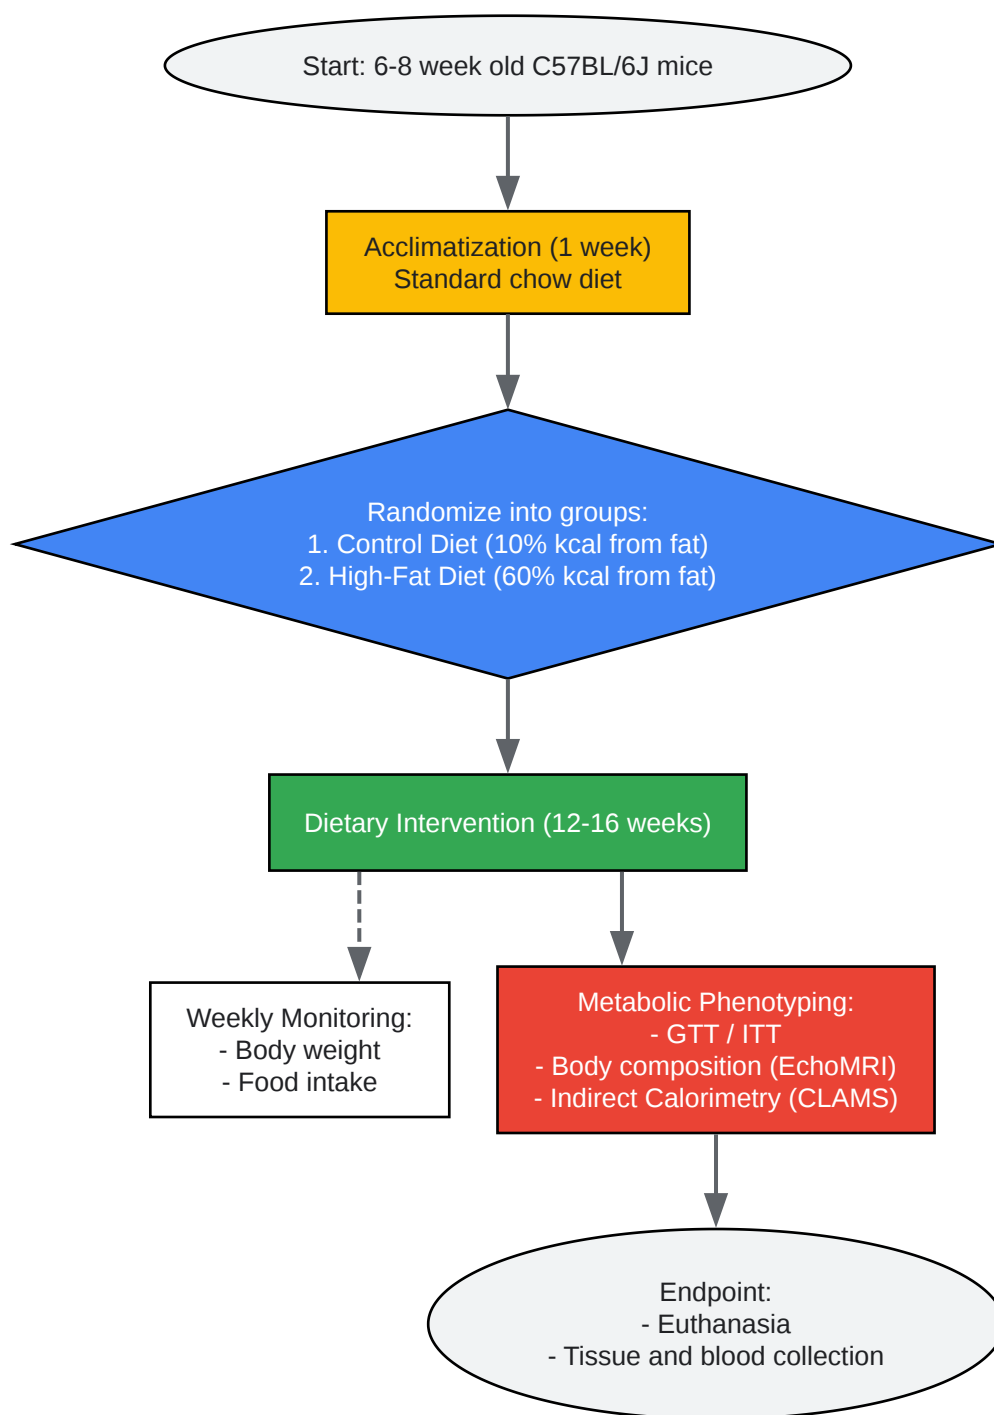 Start: 6-8 week old C57BL/6J mice
Acclimatization (1 week)
Standard chow diet
Randomize into groups:
1. Control Diet (10% kcal from fat)
2. High-Fat Diet (60% kcal from fat)
Dietary Intervention (12-16 weeks)
Weekly Monitoring:
- Body weight
- Food intake
Metabolic Phenotyping:
- GTT / ITT
- Body composition (EchoMRI)
- Indirect Calorimetry (CLAMS)
Endpoint:
- Euthanasia
- Tissue and blood collection